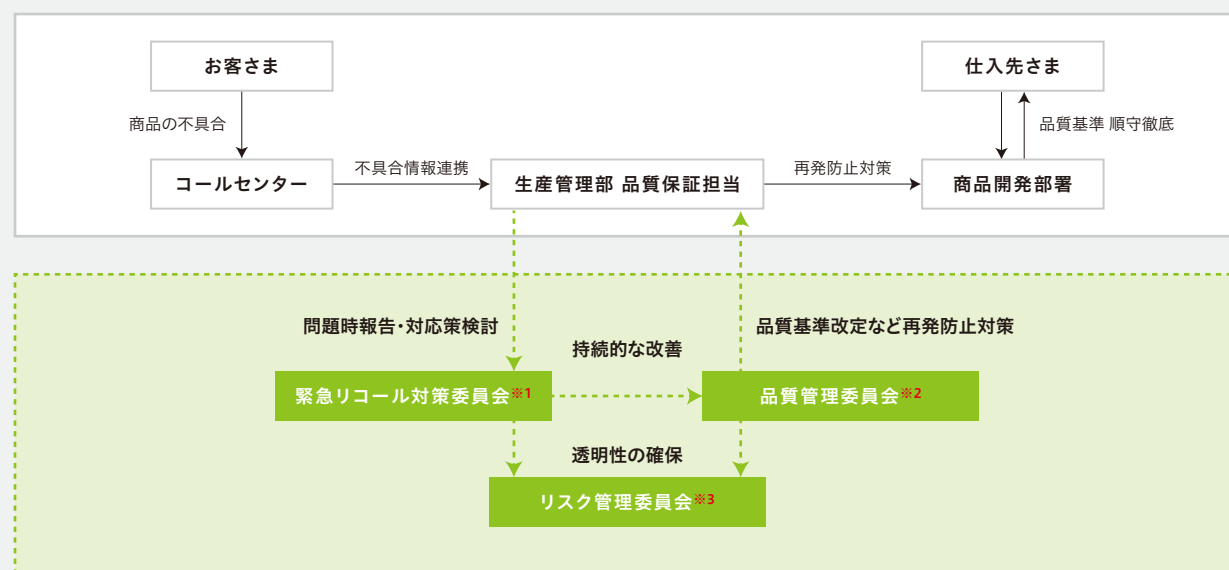 お客さま
仕入先さま
商品の不具合
品質基準 順守徹底
コールセンター
不具合情報連携
生産管理部 品質保証担当
再発防止対策
商品開発部署
問題時報告・対応策検討
品質基準改定など再発防止対策
持続的な改善
緊急リコール対策委員会※1
品質管理委員会※2
透明性の確保
リスク管理委員会※3